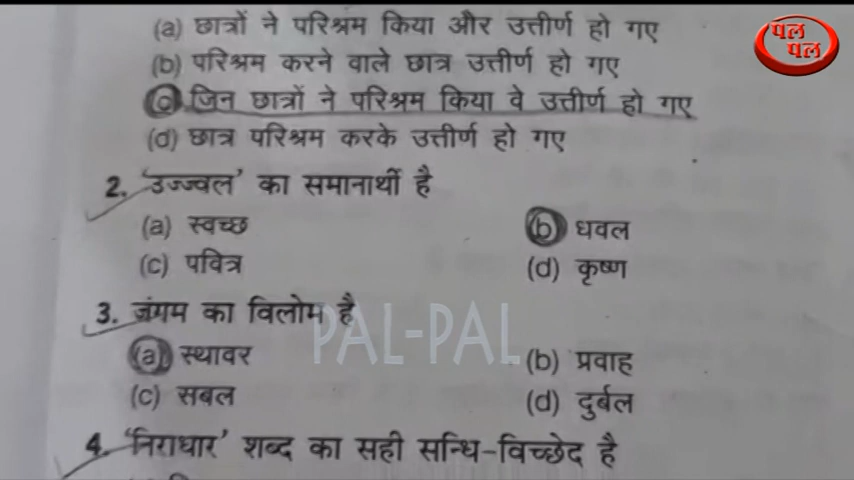 (a) छात्रों ने परिश्रम किया और उत्तीर्ण हो गए
पल
पल
(b) परिश्रम करने वाले छात्र उत्तीर्ण हो गए
(c) जिन छात्रों ने परिश्रम किया वे उत्तीर्ण हो गए
(d) छात्र परिश्रम करके उत्तीर्ण हो गए
2. 'उज्ज्वल' का समानार्थी है
(a) स्वच्छ (b) धवल
(c) पवित्र (d) कृष्ण
3. जंगम का विलोम है
PAL-PAL
(a) स्थावर (b) प्रवाह
(c) सबल (d) दुर्बल
4. 'निराधार' शब्द का सही सन्धि-विच्छेद है